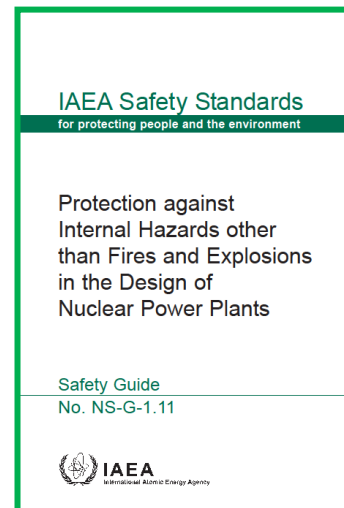 IAEA Safety Standards
for protecting people and the environment
Protection against
Internal Hazards other
than Fires and Explosions
in the Design of
Nuclear Power Plants
Safety Guide
No. NS-G-1.11
IAEA
International Atomic Energy Agency